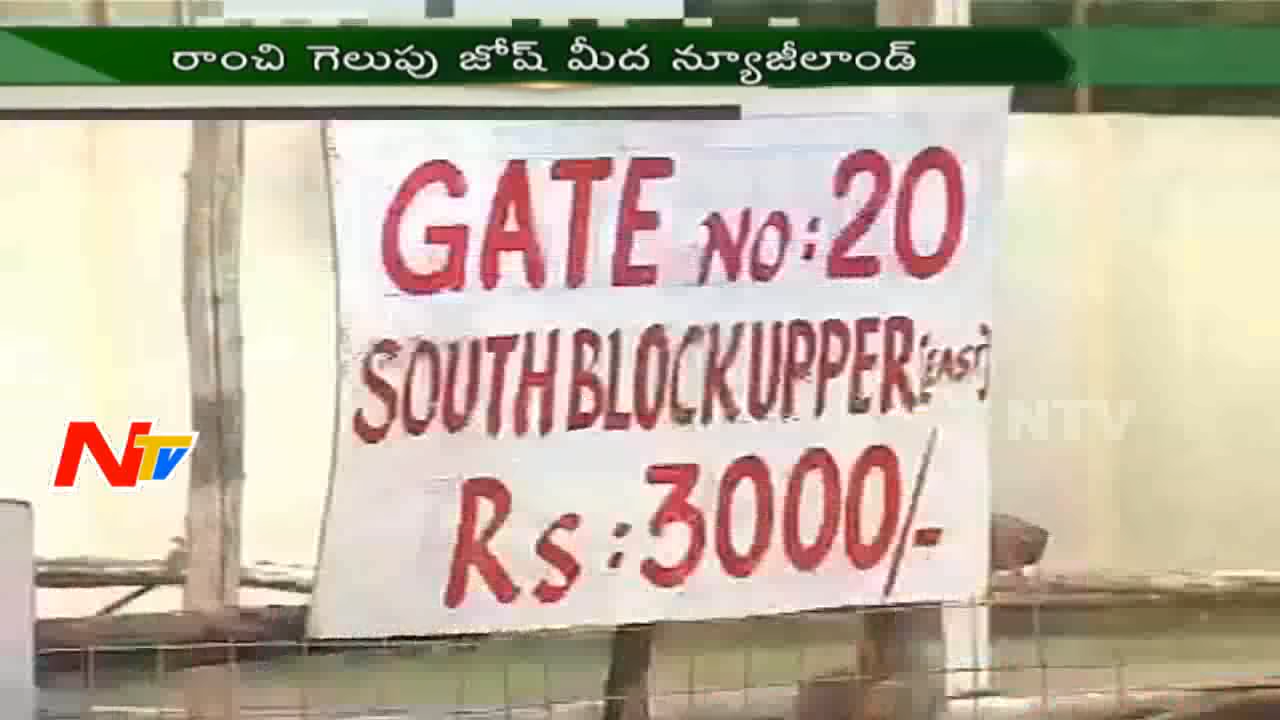 రాంచి గెలుపు జోష్ మీద న్యూజీలాండ్
GATE NO:20
SOUTH BLOCK UPPER [EAST]
Rs:3000/-
NTV
NTV